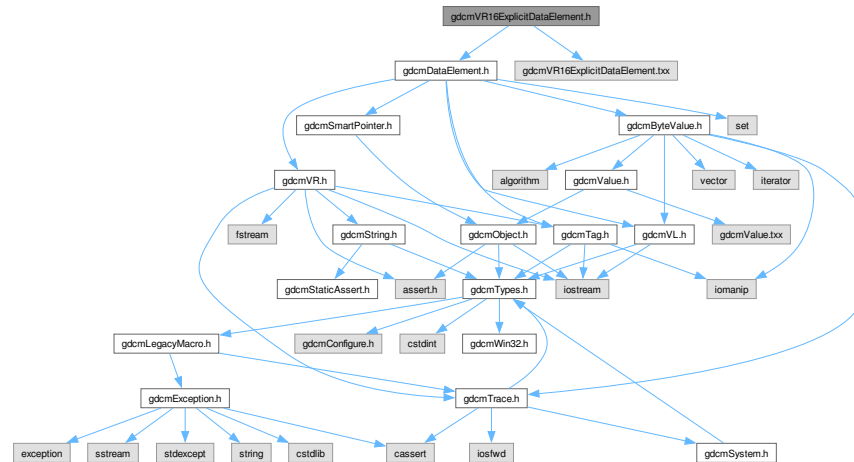 gdcmVR16ExplicitDataElement.h
gdcmDataElement.h
gdcmVR16ExplicitDataElement.txx
gdcmSmartPointer.h
gdcmByteValue.h
set
gdcmVR.h
algorithm
gdcmValue.h
vector
iterator
fstream
gdcmString.h
gdcmObject.h
gdcmTag.h
gdcmVL.h
gdcmValue.txx
gdcmStaticAssert.h
assert.h
gdcmTypes.h
iostream
iomanip
gdcmLegacyMacro.h
gdcmConfigure.h
cstdint
gdcmWin32.h
gdcmException.h
gdcmTrace.h
exception
sstream
stdexcept
string
cstdlib
cassert
iosfwd
gdcmSystem.h